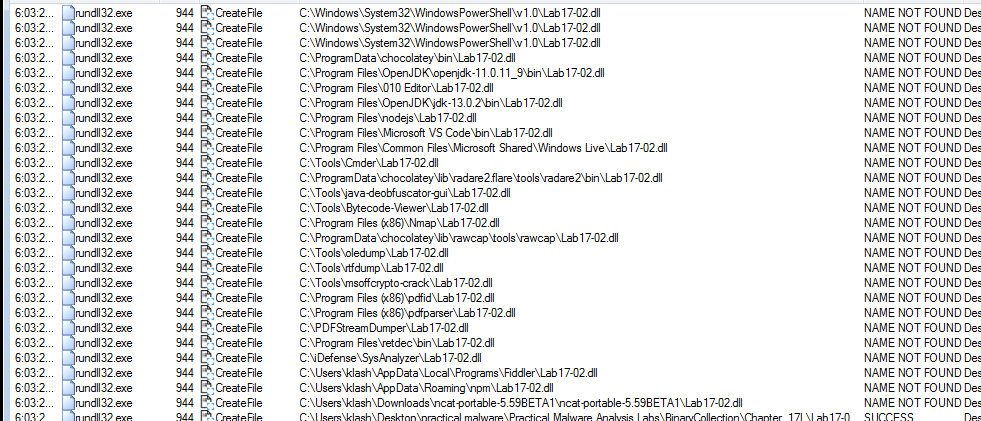 6:03:2... rundll32.exe 944 CreateFile C:\Windows\System32\WindowsPowerShell\v1.0\Lab17-02.dll NAME NOT FOUND Des
6:03:2... rundll32.exe 944 CreateFile C:\Windows\System32\WindowsPowerShell\v1.0\Lab17-02.dll NAME NOT FOUND Des
6:03:2... rundll32.exe 944 CreateFile C:\Windows\System32\WindowsPowerShell\v1.0\Lab17-02.dll NAME NOT FOUND Des
6:03:2... rundll32.exe 944 CreateFile C:\ProgramData\chocolatey\bin\Lab17-02.dll NAME NOT FOUND Des
6:03:2... rundll32.exe 944 CreateFile C:\Program Files\OpenJDK\openjdk-11.0.11_9\bin\Lab17-02.dll NAME NOT FOUND Des
6:03:2... rundll32.exe 944 CreateFile C:\Program Files\010 Editor\Lab17-02.dll NAME NOT FOUND Des
6:03:2... rundll32.exe 944 CreateFile C:\Program Files\OpenJDK\jdk-13.0.2\bin\Lab17-02.dll NAME NOT FOUND Des
6:03:2... rundll32.exe 944 CreateFile C:\Program Files\nodejs\Lab17-02.dll NAME NOT FOUND Des
6:03:2... rundll32.exe 944 CreateFile C:\Program Files\Microsoft VS Code\bin\Lab17-02.dll NAME NOT FOUND Des
6:03:2... rundll32.exe 944 CreateFile C:\Program Files\Common Files\Microsoft Shared\Windows Live\Lab17-02.dll NAME NOT FOUND Des
6:03:2... rundll32.exe 944 CreateFile C:\Tools\Cmder\Lab17-02.dll NAME NOT FOUND Des
6:03:2... rundll32.exe 944 CreateFile C:\ProgramData\chocolatey\lib\radare2.flare\tools\radare2\bin\Lab17-02.dll NAME NOT FOUND Des
6:03:2... rundll32.exe 944 CreateFile C:\Tools\java-deobfuscator-gui\Lab17-02.dll NAME NOT FOUND Des
6:03:2... rundll32.exe 944 CreateFile C:\Tools\Bytecode-Viewer\Lab17-02.dll NAME NOT FOUND Des
6:03:2... rundll32.exe 944 CreateFile C:\Program Files (x86)\Nmap\Lab17-02.dll NAME NOT FOUND Des
6:03:2... rundll32.exe 944 CreateFile C:\ProgramData\chocolatey\lib\rawcap\tools\rawcap\Lab17-02.dll NAME NOT FOUND Des
6:03:2... rundll32.exe 944 CreateFile C:\Tools\oledump\Lab17-02.dll NAME NOT FOUND Des
6:03:2... rundll32.exe 944 CreateFile C:\Tools\rtfdump\Lab17-02.dll NAME NOT FOUND Des
6:03:2... rundll32.exe 944 CreateFile C:\Tools\msoffcrypto-crack\Lab17-02.dll NAME NOT FOUND Des
6:03:2... rundll32.exe 944 CreateFile C:\Program Files (x86)\pdfid\Lab17-02.dll NAME NOT FOUND Des
6:03:2... rundll32.exe 944 CreateFile C:\Program Files (x86)\pdfparser\Lab17-02.dll NAME NOT FOUND Des
6:03:2... rundll32.exe 944 CreateFile C:\PDFStreamDumper\Lab17-02.dll NAME NOT FOUND Des
6:03:2... rundll32.exe 944 CreateFile C:\Program Files\retdec\bin\Lab17-02.dll NAME NOT FOUND Des
6:03:2... rundll32.exe 944 CreateFile C:\iDefense\SysAnalyzer\Lab17-02.dll NAME NOT FOUND Des
6:03:2... rundll32.exe 944 CreateFile C:\Users\klash\AppData\Local\Programs\Fiddler\Lab17-02.dll NAME NOT FOUND Des
6:03:2... rundll32.exe 944 CreateFile C:\Users\klash\AppData\Roaming\npm\Lab17-02.dll NAME NOT FOUND Des
6:03:2... rundll32.exe 944 CreateFile C:\Users\klash\Downloads\ncat-portable-5.59BETA1\ncat-portable-5.59BETA1\Lab17-02.dll NAME NOT FOUND Des
6:03:2 rundll32.exe 944 CreateFile C:\Users\klash\Desktop\practical malware\Practical Malware Analysis Labs\BinaryCollection\Chapter_17L\Lab17-0 SUCCESS Des